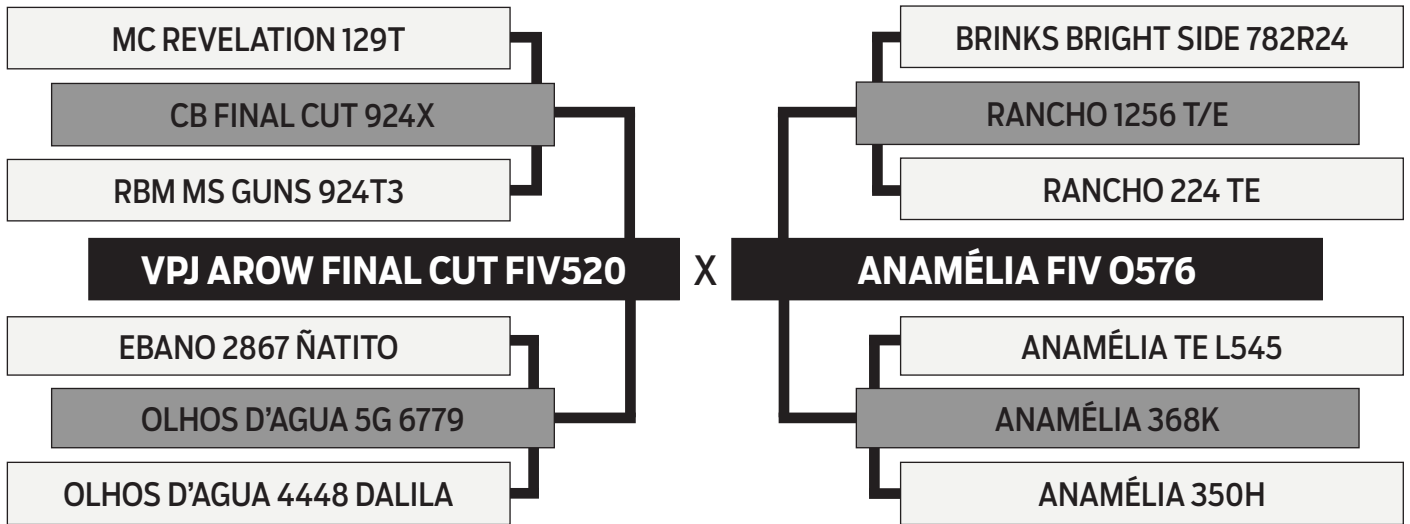 MC REVELATION 129T
CB FINAL CUT 924X
RBM MS GUNS 924T3
VPJ AROW FINAL CUT FIV520
EBANO 2867 ÑATITO
OLHOS D’AGUA 5G 6779
OLHOS D’AGUA 4448 DALILA
X
BRINKS BRIGHT SIDE 782R24
RANCHO 1256 T/E
RANCHO 224 TE
ANAMÉLIA FIV O576
ANAMÉLIA TE L545
ANAMÉLIA 368K
ANAMÉLIA 350H